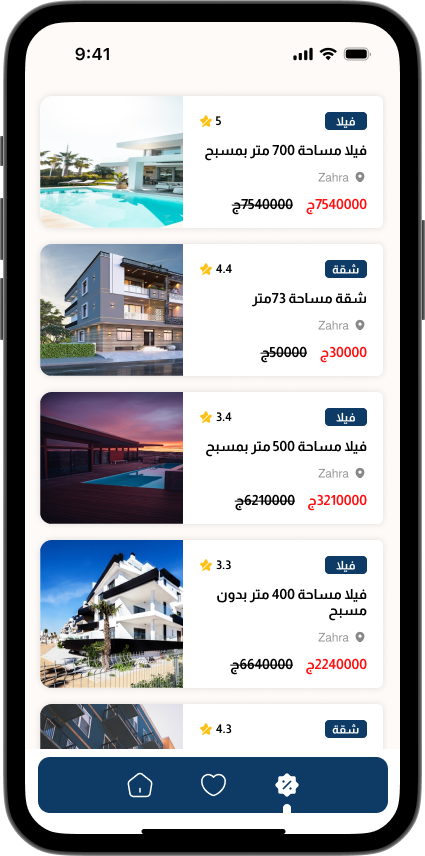 9:41
فيلا
5
فيلا مساحة 700 متر بمسبح
Zahra
7540000ج 7540000ج
شقة
4.4
شقة مساحة 73متر
Zahra
30000ج 50000ج
فيلا
3.4
فيلا مساحة 500 متر بمسبح
Zahra
3210000ج 6210000ج
فيلا
3.3
فيلا مساحة 400 متر بدون
مسبح
Zahra
2240000ج 6640000ج
شقة
4.3